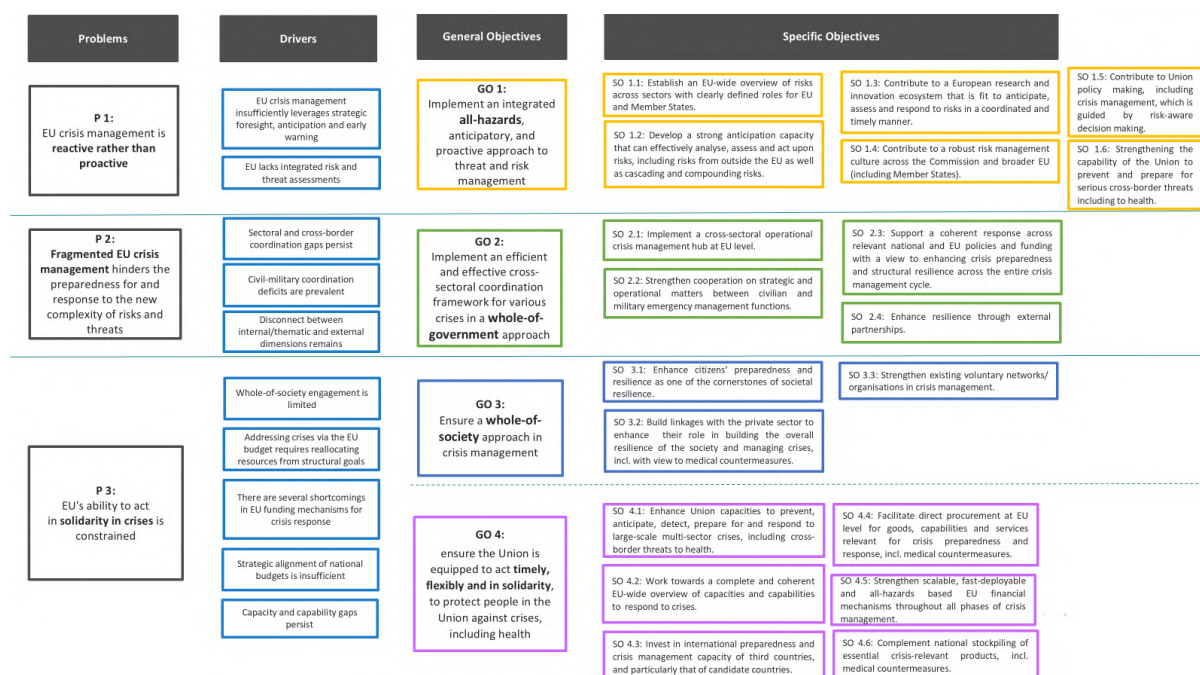 Problems
Drivers
General Objectives
Specific Objectives
P 1:
EU crisis management is
reactive rather than
proactive
EU crisis management
insufficiently leverages strategic
foresight, anticipation and early
warning
EU lacks integrated risk and
threat assessments
GO 1:
Implement an integrated
all-hazards,
anticipatory, and
proactive approach to
threat and risk
management
SO 1.1: Establish an EU-wide overview of risks
across sectors with clearly defined roles for EU
and Member States.
SO 1.2: Develop a strong anticipation capacity
that can effectively analyse, assess and act upon
risks, including risks from outside the EU as well
as cascading and compounding risks.
SO 1.3: Contribute to a European research and
innovation ecosystem that is fit to anticipate,
assess and respond to risks in a coordinated and
timely manner.
SO 1.4: Contribute to a robust risk management
culture across the Commission and broader EU
(including Member States).
SO 1.5: Contribute to Union
policy making, including
crisis management, which is
guided by risk-aware
decision making.
SO 1.6: Strengthening the
capability of the Union to
prevent and prepare for
serious cross-border threats
including to health.
P 2:
Fragmented EU crisis
management hinders the
preparedness for and
response to the new
complexity of risks and
threats
Sectoral and cross-border
coordination gaps persist
Civil-military coordination
deficits are prevalent
Disconnect between
internal/thematic and external
dimensions remains
GO 2:
Implement an efficient
and effective cross-
sectoral coordination
framework for various
crises in a whole-of-
government approach
SO 2.1: Implement a cross-sectoral operational
crisis management hub at EU level.
SO 2.2: Strengthen cooperation on strategic and
operational matters between civilian and
military emergency management functions.
SO 2.3: Support a coherent response across
relevant national and EU policies and funding
with a view to enhancing crisis preparedness
and structural resilience across the entire crisis
management cycle.
SO 2.4: Enhance resilience through external
partnerships.
P 3:
EU's ability to act
in solidarity in crises is
constrained
Whole-of-society engagement is
limited
Addressing crises via the EU
budget requires reallocating
resources from structural goals
There are several shortcomings
in EU funding mechanisms for
crisis response
Strategic alignment of national
budgets is insufficient
Capacity and capability gaps
persist
GO 3:
Ensure a whole-of-
society approach in
crisis management
SO 3.1: Enhance citizens' preparedness and
resilience as one of the cornerstones of societal
resilience.
SO 3.2: Build linkages with the private sector to
enhance their role in building the overall
resilience of the society and managing crises,
incl. with view to medical countermeasures.
SO 3.3: Strengthen existing voluntary networks/
organisations in crisis management.
GO 4:
ensure the Union is
equipped to act timely,
flexibly and in solidarity,
to protect people in the
Union against crises,
including health
SO 4.1: Enhance Union capacities to prevent,
anticipate, detect, prepare for and respond to
large-scale multi-sector crises, including cross-
border threats to health.
SO 4.2: Work towards a complete and coherent
EU-wide overview of capacities and capabilities
to respond to crises.
SO 4.3: Invest in international preparedness and
crisis management capacity of third countries,
and particularly that of candidate countries.
SO 4.4: Facilitate direct procurement at EU
level for goods, capabilities and services
relevant for crisis preparedness and
response, incl. medical countermeasures.
SO 4.5: Strengthen scalable, fast-deployable
and all-hazards based EU financial
mechanisms throughout all phases of crisis
management.
SO 4.6: Complement national stockpiling of
essential crisis-relevant products, incl.
medical countermeasures.